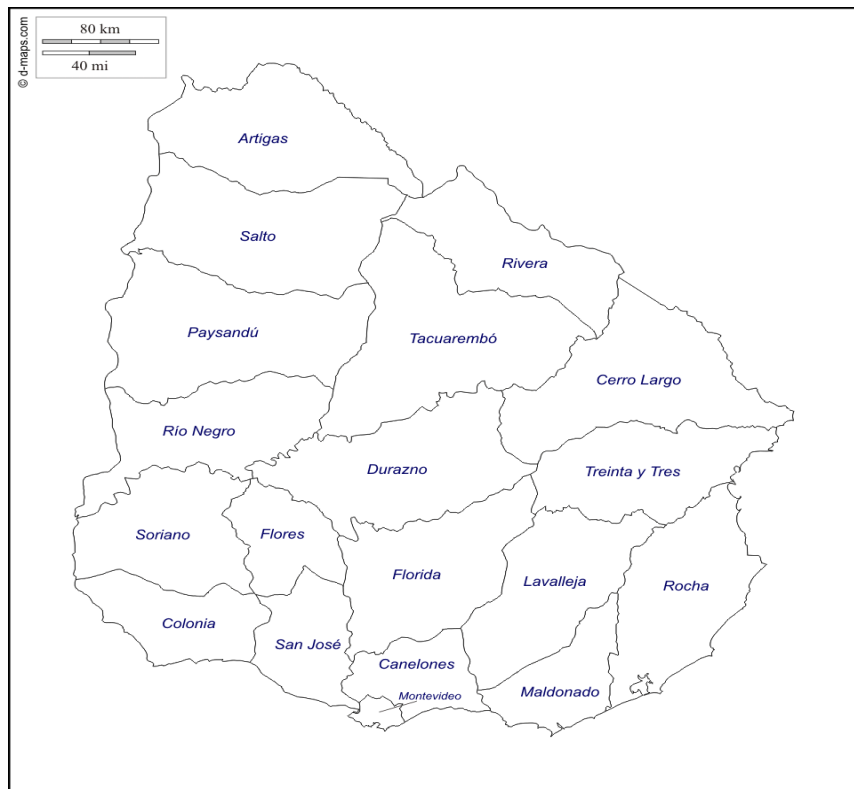 © d-maps.com
80 km
40 mi
Artigas
Salto
Rivera
Paysandú
Tacuarembó
Cerro Largo
Río Negro
Durazno
Treinta y Tres
Soriano
Flores
Florida
Lavalleja
Rocha
Colonia
San José
Canelones
Maldonado
Montevideo